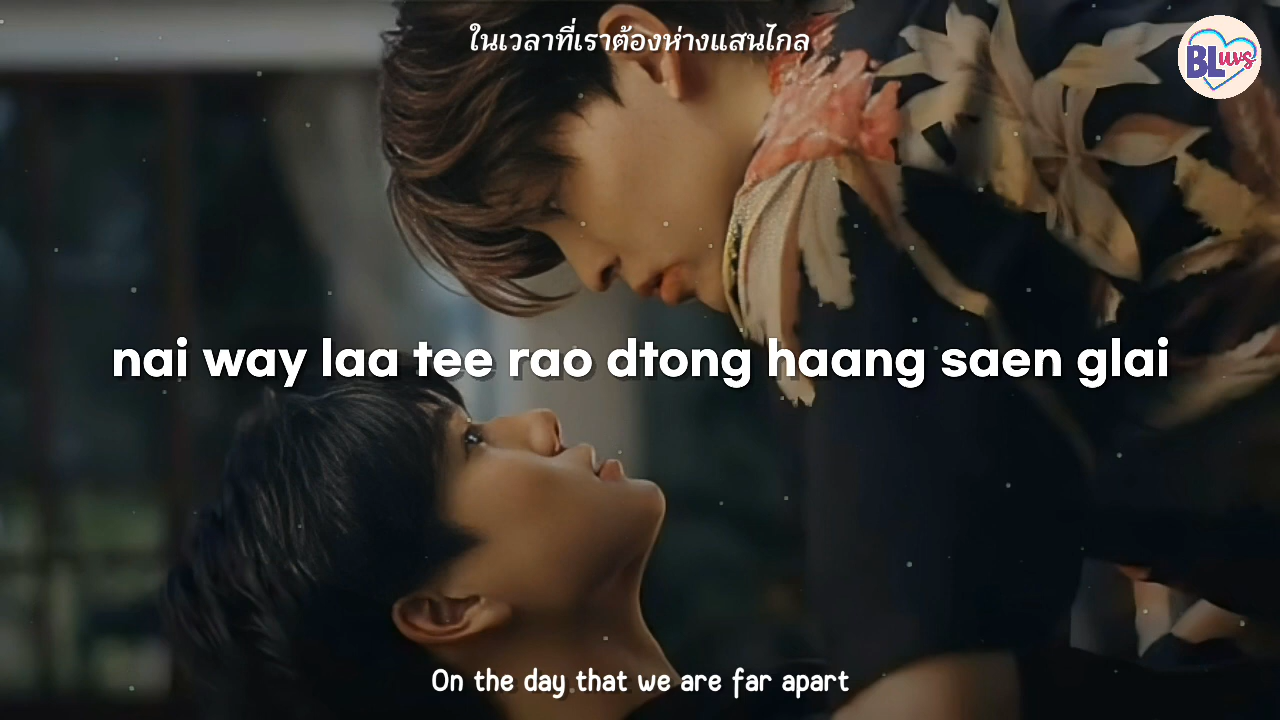 ในเวลาที่เราต้องห่างแสนไกล
BLuvs
nai way laa tee rao dtong haang saen glai
On the day that we are far apart